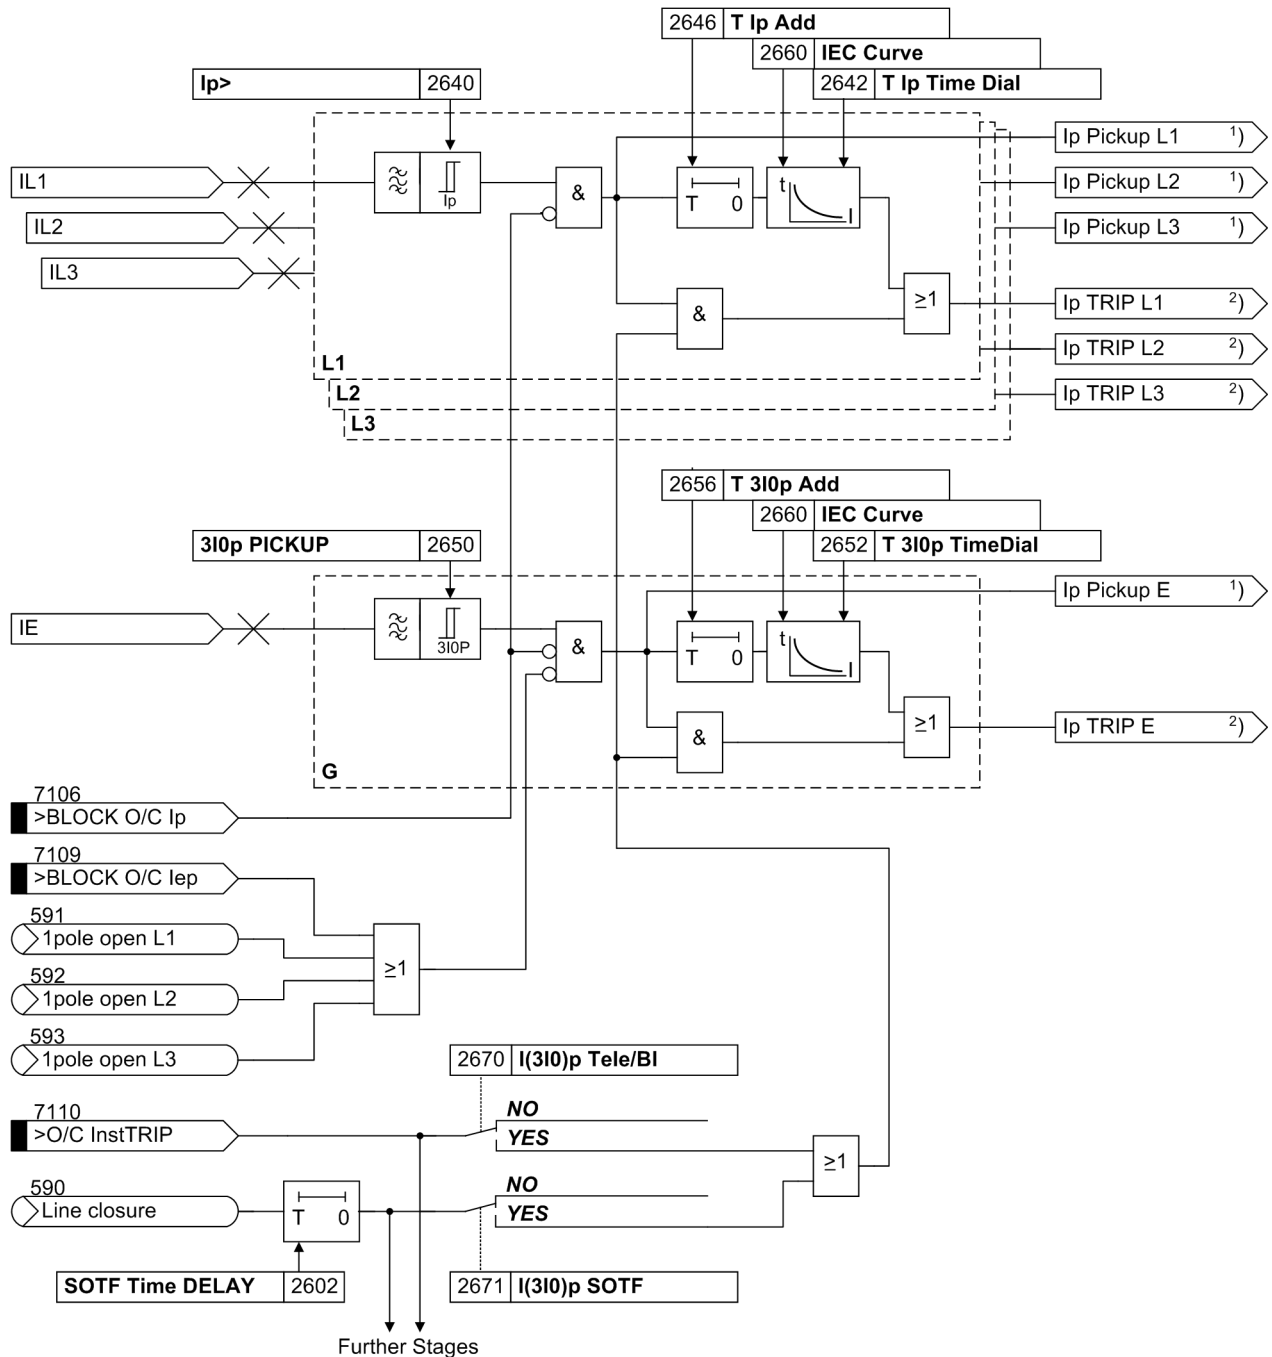 2646 T Ip Add
2660 IEC Curve
Ip> 2640
2642 T Ip Time Dial
Ip Pickup L1 1)
IL1
Ip
&
T 0
t I
Ip Pickup L2 1)
IL2
Ip Pickup L3 1)
IL3
&
≥1
Ip TRIP L1 2)
L1
Ip TRIP L2 2)
L2
Ip TRIP L3 2)
L3
2656 T 3I0p Add
2660 IEC Curve
3I0p PICKUP 2650
2652 T 3I0p TimeDial
Ip Pickup E 1)
IE
3I0P
&
T 0
t I
&
≥1
Ip TRIP E 2)
G
7106
>BLOCK O/C Ip
7109
>BLOCK O/C Iep
591
1pole open L1
≥1
592
1pole open L2
593
1pole open L3
2670 I(3I0)p Tele/BI
7110
>O/C InstTRIP
NO
YES
≥1
590
Line closure
T 0
NO
YES
SOTF Time DELAY 2602
2671 I(3I0)p SOTF
Further Stages